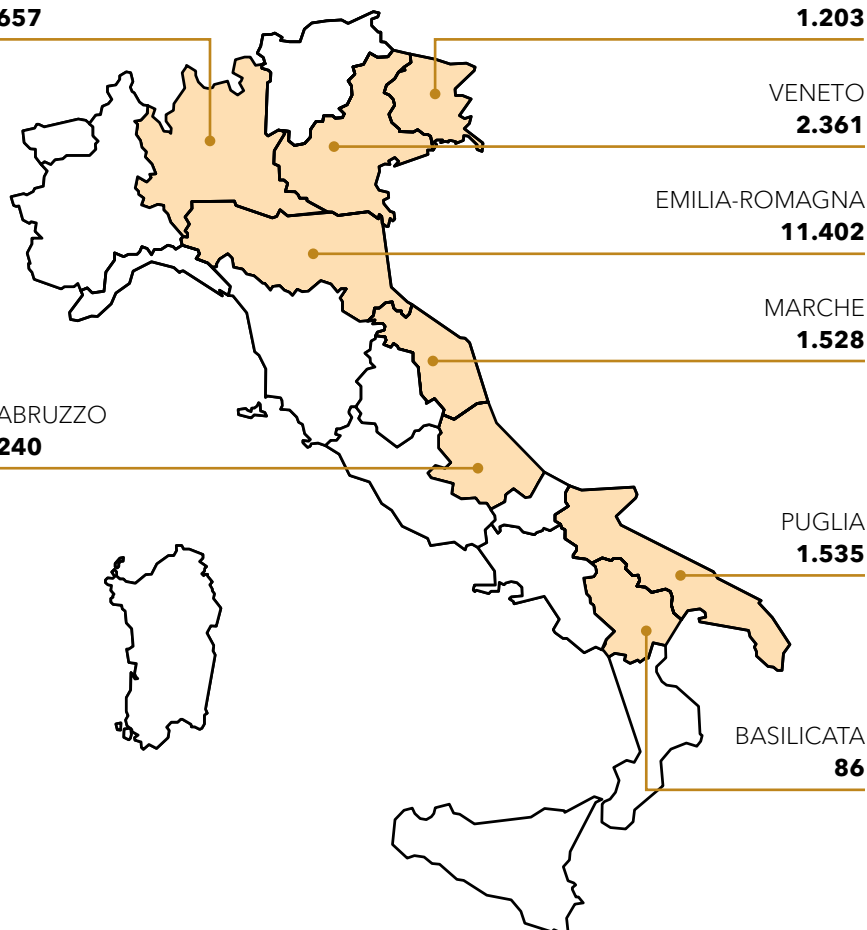 657
1.203
VENETO
2.361
EMILIA-ROMAGNA
11.402
MARCHE
1.528
ABRUZZO
240
PUGLIA
1.535
BASILICATA
86